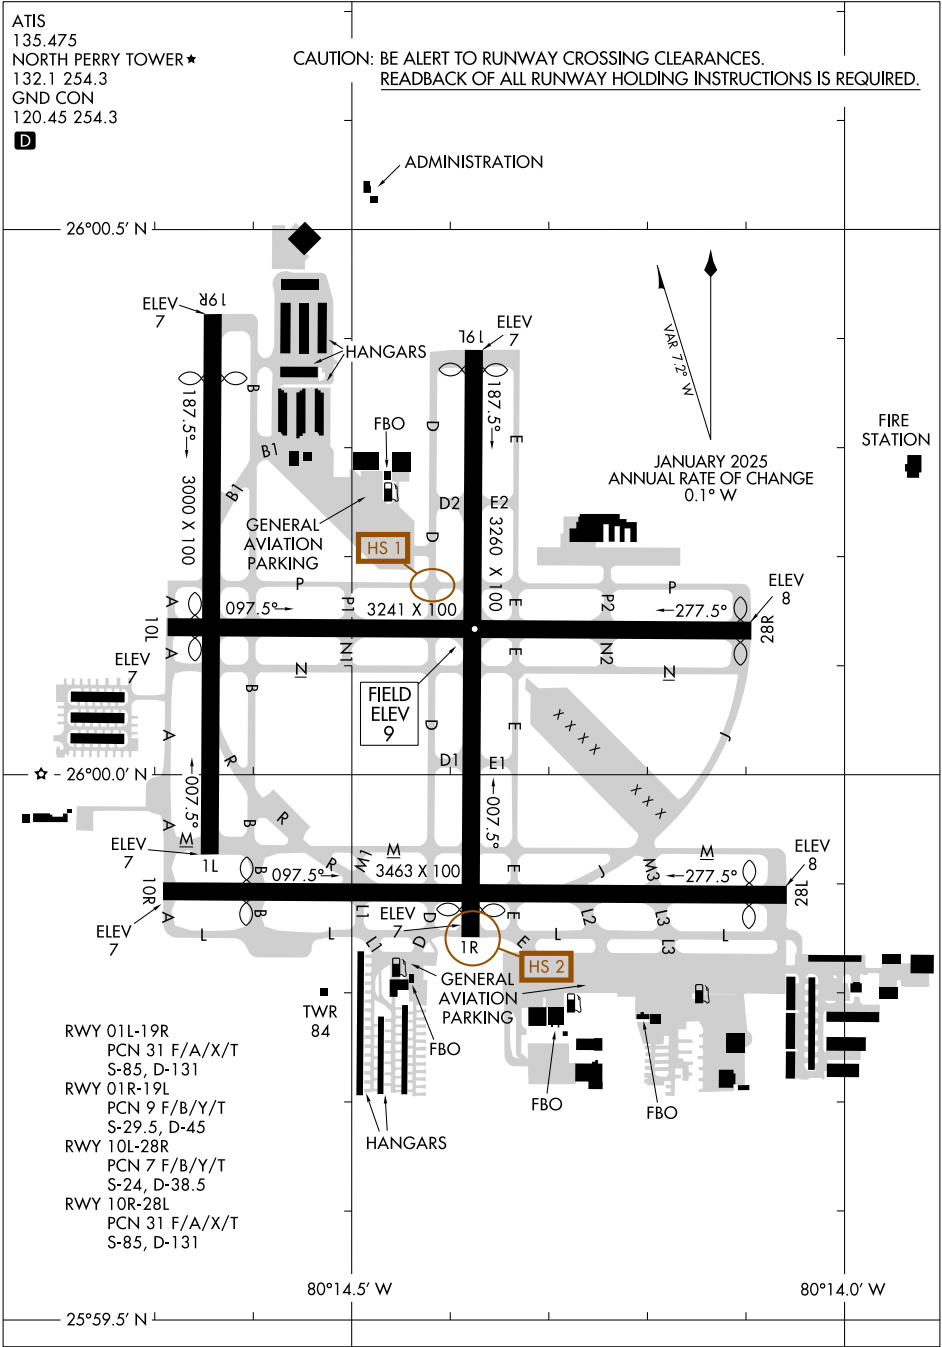 ATIS
135.475
NORTH PERRY TOWER★
132.1 254.3
GND CON
120.45 254.3
D
CAUTION: BE ALERT TO RUNWAY CROSSING CLEARANCES.
READBACK OF ALL RUNWAY HOLDING INSTRUCTIONS IS REQUIRED.
ADMINISTRATION
26°00.5' N
ELEV
7
19R
HANGARS
19L
ELEV
7
VAR 7.2° W
JANUARY 2025
ANNUAL RATE OF CHANGE
0.1° W
FIRE
STATION
B
187.5°
FBO
D
187.5°
E
B1
B1
3000 X 100
GENERAL
AVIATION
PARKING
D2
E2
D
3260 X 100
HS 1
P
P
A
097.5°
P1
3241 X 100
E
P2
277.5°
ELEV
8
10L
28R
A
N1
E
N2
ELEV
7
N
N
B
FIELD
ELEV
9
D
E
X X X X
J
A
R
D1
E1
X X X
☆
26°00.0' N
007.5°
007.5°
A
B
R
M
ELEV
7
1L
B
R
M1
M
E
J
M3
M
ELEV
8
097.5°
3463 X 100
277.5°
10R
28L
A
B
L1
ELEV
7
D
E
L2
L3
ELEV
7
L
L
L1
D
1R
E
L
L3
HS 2
GENERAL
AVIATION
PARKING
TWR
84
FBO
FBO
FBO
HANGARS
RWY 01L-19R
PCN 31 F/A/X/T
S-85, D-131
RWY 01R-19L
PCN 9 F/B/Y/T
S-29.5, D-45
RWY 10L-28R
PCN 7 F/B/Y/T
S-24, D-38.5
RWY 10R-28L
PCN 31 F/A/X/T
S-85, D-131
80°14.5' W
80°14.0' W
25°59.5' N